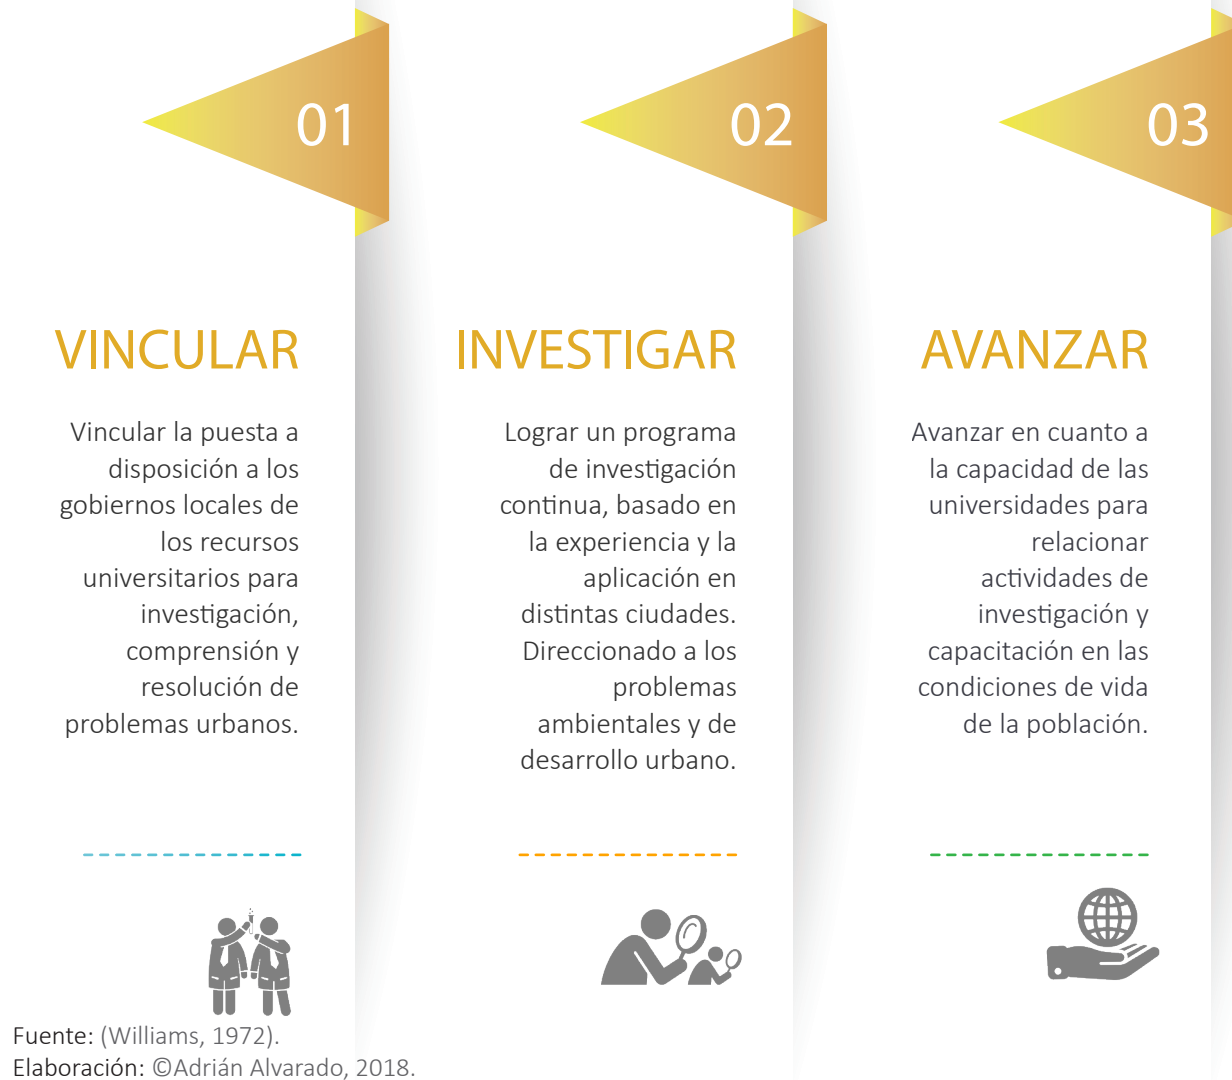 01
VINCULAR
Vincular la puesta a
disposición a los
gobiernos locales de
los recursos
universitarios para
investigación,
comprensión y
resolución de
problemas urbanos.
02
INVESTIGAR
Lograr un programa
de investigación
continua, basado en
la experiencia y la
aplicación en
distintas ciudades.
Direccionado a los
problemas
ambientales y de
desarrollo urbano.
03
AVANZAR
Avanzar en cuanto a
la capacidad de las
universidades para
relacionar
actividades de
investigación y
capacitación en las
condiciones de vida
de la población.
Fuente: (Williams, 1972).
Elaboración: ©Adrián Alvarado, 2018.